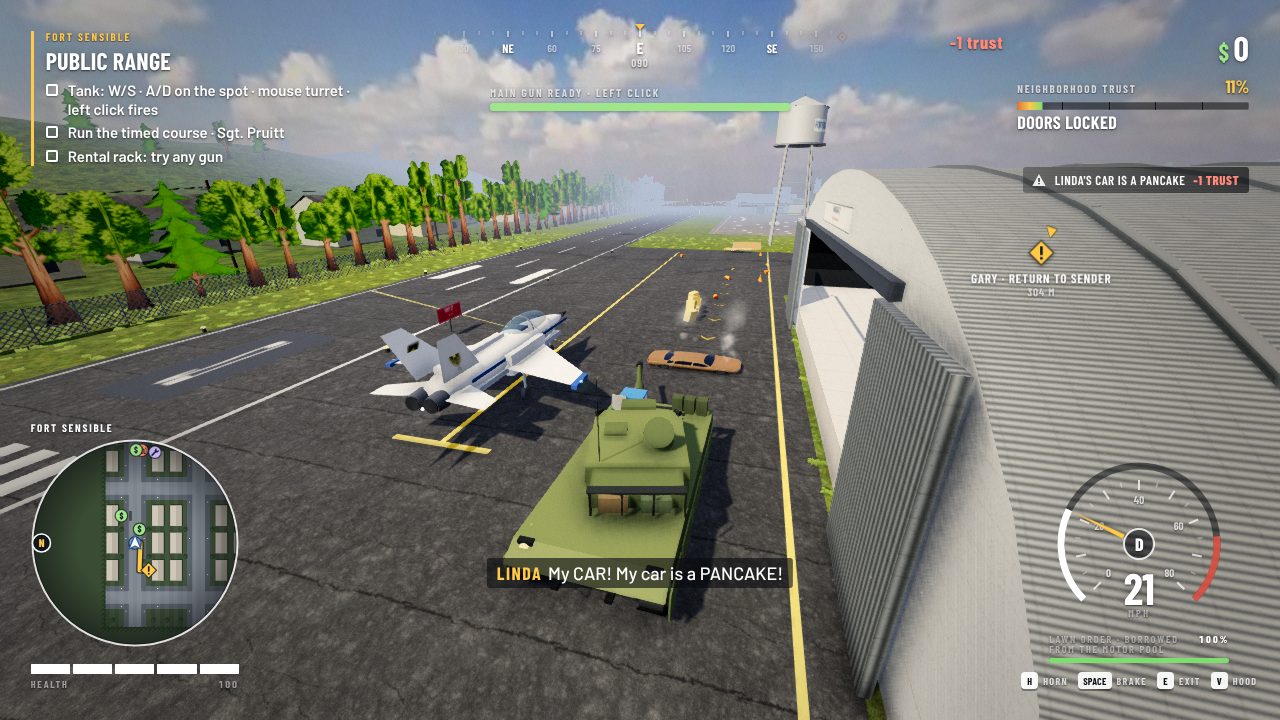 FORT SENSIBLE
PUBLIC RANGE
Tank: W/S · A/D on the spot · mouse turret ·
left click fires
Run the timed course · Sgt. Pruitt
Rental rack: try any gun
NE 60 75 E 105 120 SE 150
090
MAIN GUN READY · LEFT CLICK
-1 trust
$0
NEIGHBORHOOD TRUST 11%
DOORS LOCKED
LINDA'S CAR IS A PANCAKE -1 TRUST
GARY · RETURN TO SENDER
304 M
FORT SENSIBLE
N
HEALTH 100
LINDA My CAR! My car is a PANCAKE!
0 20 40 60 80
D
21
MPH
LAWN ORDER · BORROWED
FROM THE MOTOR POOL
100%
H HORN SPACE BRAKE E EXIT V HOOD